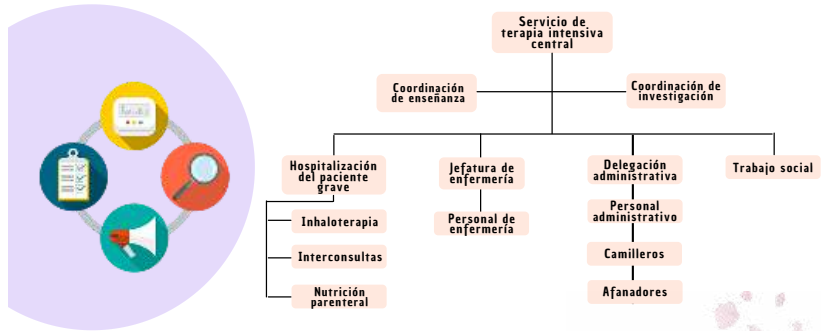 Servicio de
terapia intensiva
central
Coordinación
de enseñanza
Coordinación de
investigación
Hospitalización
del paciente
grave
Jefatura de
enfermería
Delegación
administrativa
Trabajo social
Inhaloterapia
Personal de
enfermería
Personal
administrativo
Interconsultas
Camilleros
Nutrición
parenteral
Afanadores